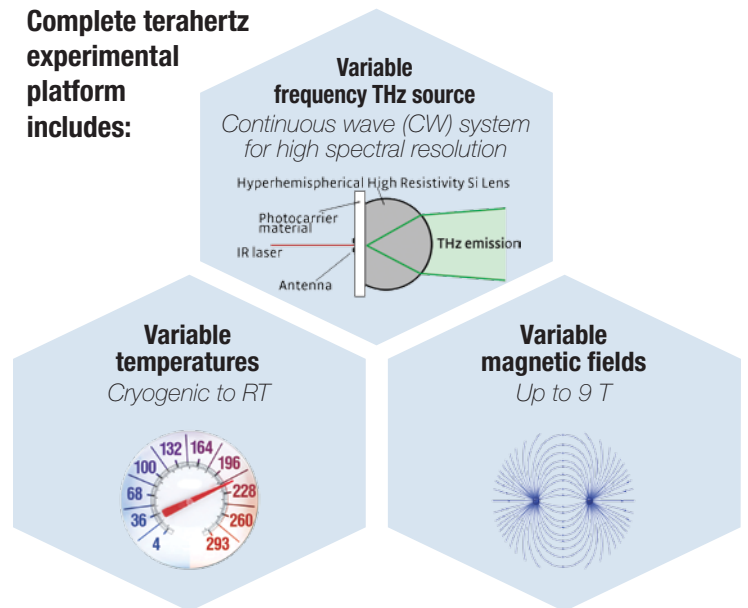 Complete terahertz
experimental
platform
includes:
Variable
frequency THz source
Continuous wave (CW) system
for high spectral resolution
Hyperhemispherical High Resistivity Si Lens
Photocarrier
material
IR laser
THz emission
Antenna
Variable
temperatures
Cryogenic to RT
4
36
68
100
132
164
196
228
260
293
Variable
magnetic fields
Up to 9 T